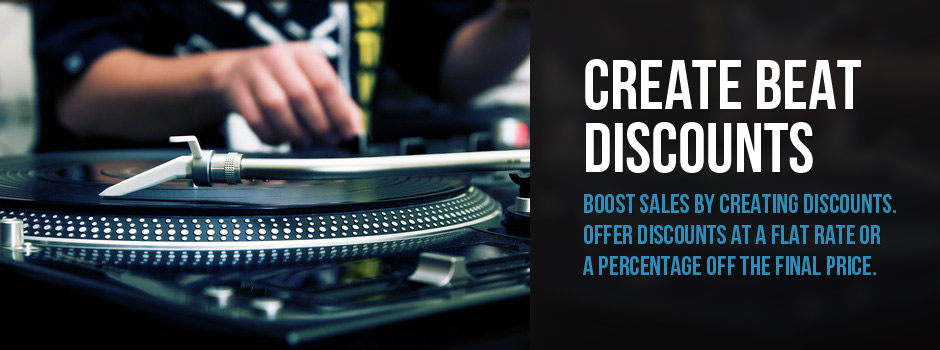 CREATE BEAT
DISCOUNTS
BOOST SALES BY CREATING DISCOUNTS.
OFFER DISCOUNTS AT A FLAT RATE OR
A PERCENTAGE OFF THE FINAL PRICE.